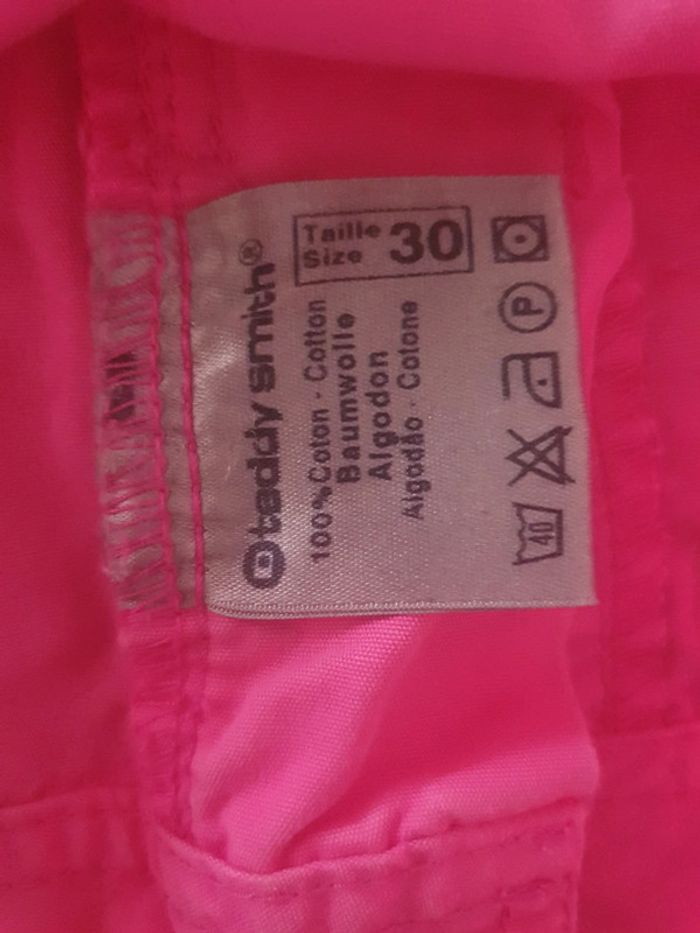 teddy smith®
Taille
Size
30
100%Coton · Cotton
Baumwolle
Algodon
Algodão · Cotone
40
P